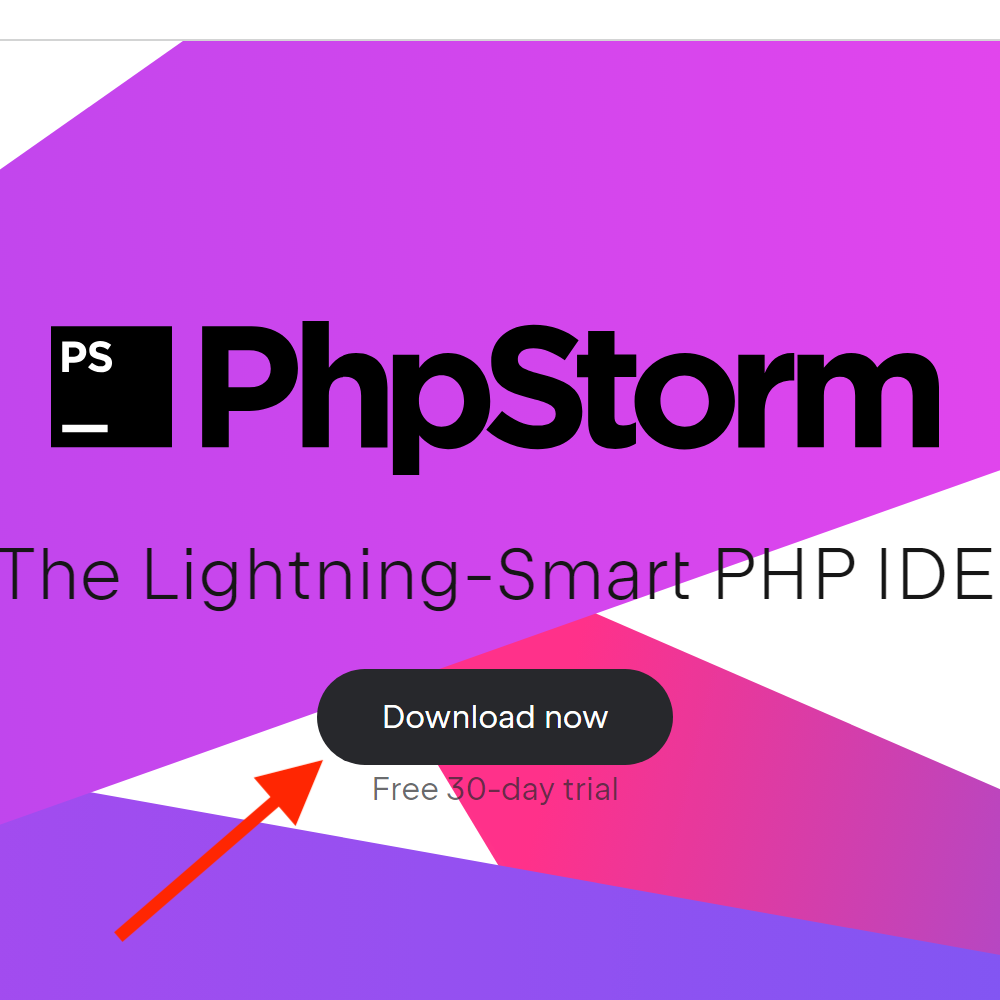 PS
PhpStorm
The Lightning-Smart PHP IDE
Download now
Free 30-day trial